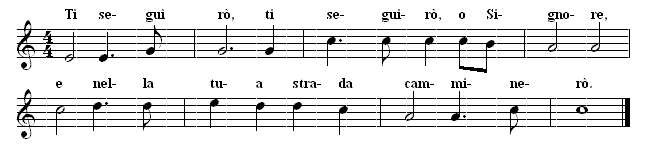 Ti se- gui rò, ti se- gui- rò, o Si- gno- re,
e nel- la tu- a stra- da cam- mi- ne- rò.